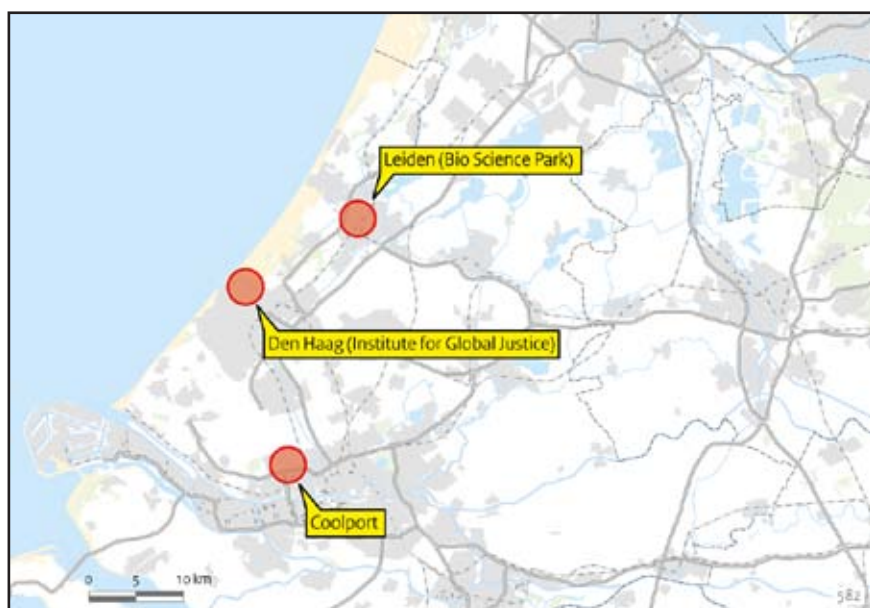 Leiden (Bio Science Park)
Den Haag (Institute for Global Justice)
Coolport
0 5 10 km
582